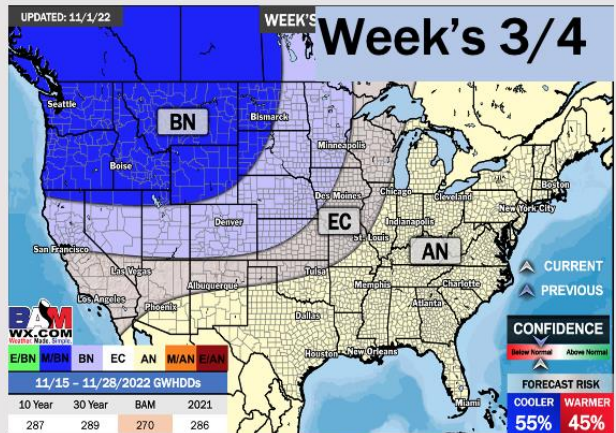 UPDATED: 11/1/22
WEEK'S
Week's 3/4
Seattle
BN
Bismarck
Minneapolis
Boise
Boston
Chicago
Cleveland
New York City
Des Moines
Denver
Indianapolis
EC
St. Louis
AN
San Francisco
Las Vegas
Tulsa
Memphis
Charlotte
Los Angeles
Albuquerque
Phoenix
Atlanta
Dallas
Houston
New Orleans
Miami
CURRENT
PREVIOUS
BAM
WX.COM
Weather. Made. Simple.
CONFIDENCE
Below Normal Above Normal
E/BN M/BN BN EC AN M/AN E/AN
11/15 – 11/28/2022 GWHDDs
10 Year 30 Year BAM 2021
287 289 270 286
FORECAST RISK
COOLER WARMER
55% 45%